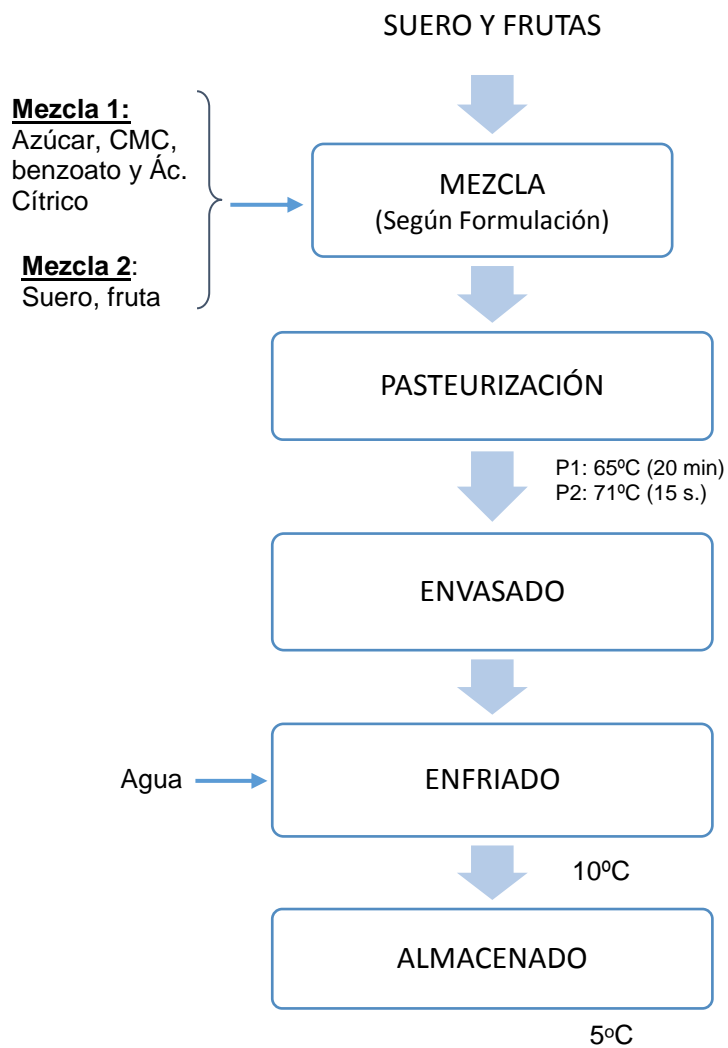 SUERO Y FRUTAS
Mezcla 1:
Azúcar, CMC,
benzoato y Ác.
Cítrico
Mezcla 2:
Suero, fruta
MEZCLA
(Según Formulación)
PASTEURIZACIÓN
P1: 65ºC (20 min)
P2: 71ºC (15 s.)
ENVASADO
Agua
ENFRIADO
10ºC
ALMACENADO
5ºC